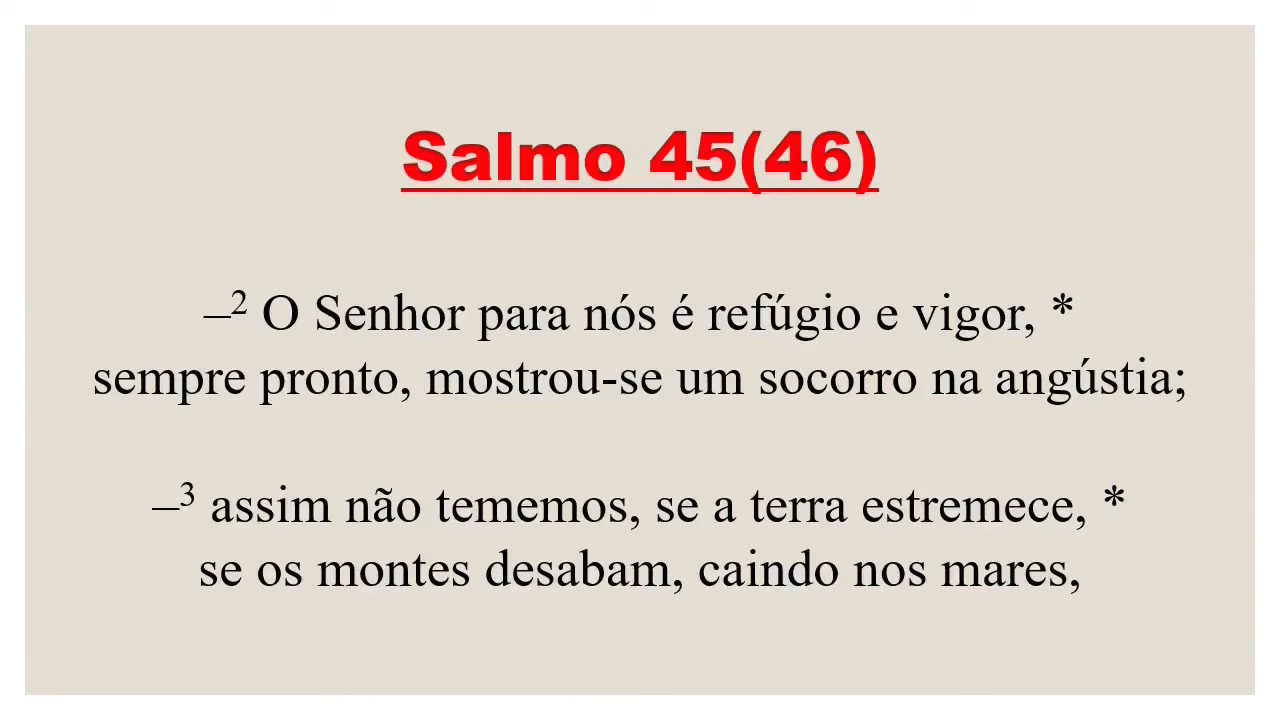 Salmo 45(46)
–² O Senhor para nós é refúgio e vigor, *
sempre pronto, mostrou-se um socorro na angústia;
–³ assim não tememos, se a terra estremece, *
se os montes desabam, caindo nos mares,